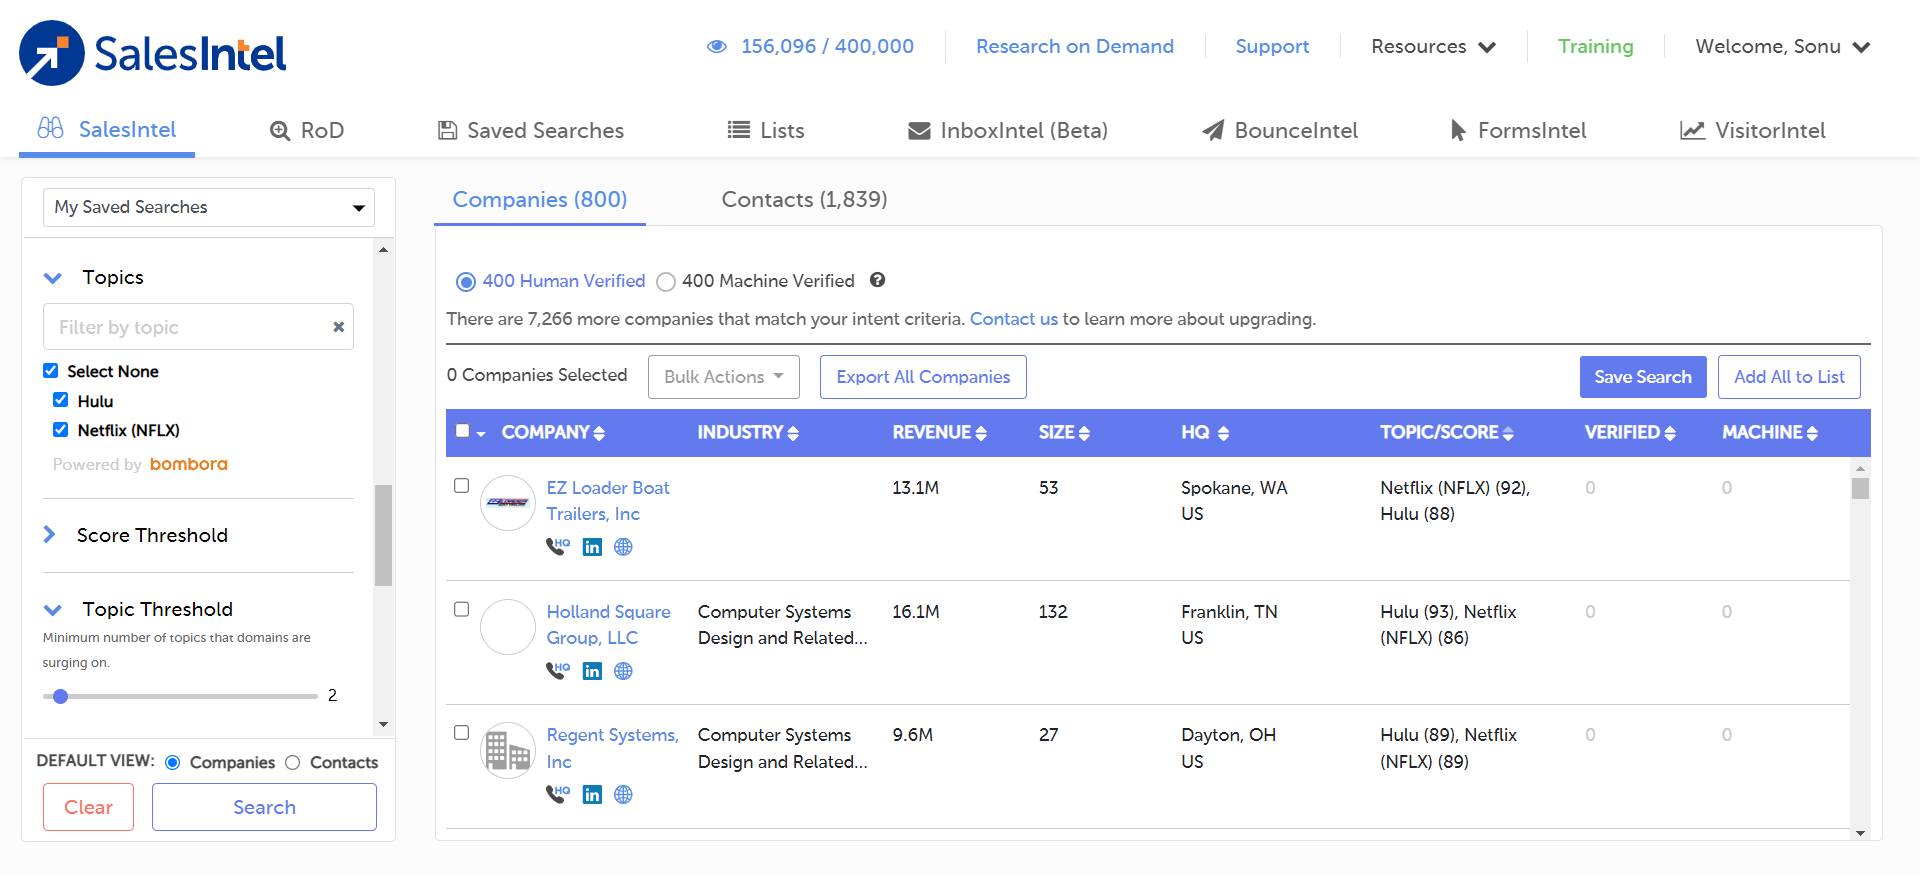 SalesIntel
156,096 / 400,000
Research on Demand
Support
Resources
Training
Welcome, Sonu
SalesIntel
RoD
Saved Searches
Lists
InboxIntel (Beta)
BounceIntel
FormsIntel
VisitorIntel
My Saved Searches
Topics
Filter by topic
Select None
Hulu
Netflix (NFLX)
Powered by bombora
Score Threshold
Topic Threshold
Minimum number of topics that domains are
surging on.
2
DEFAULT VIEW: Companies Contacts
Clear
Search
Companies (800)
Contacts (1,839)
400 Human Verified 400 Machine Verified ?
There are 7,266 more companies that match your intent criteria. Contact us to learn more about upgrading.
0 Companies Selected
Bulk Actions
Export All Companies
Save Search
Add All to List
COMPANY INDUSTRY REVENUE SIZE HQ TOPIC/SCORE VERIFIED MACHINE
EZ Loader Boat 13.1M 53 Spokane, WA Netflix (NFLX) (92), 0 0
Trailers, Inc US Hulu (88)
HQ in
Holland Square Computer Systems 16.1M 132 Franklin, TN Hulu (93), Netflix 0 0
Group, LLC Design and Related... US (NFLX) (86)
HQ in
Regent Systems, Computer Systems 9.6M 27 Dayton, OH Hulu (89), Netflix 0 0
Inc Design and Related... US (NFLX) (89)
HQ in